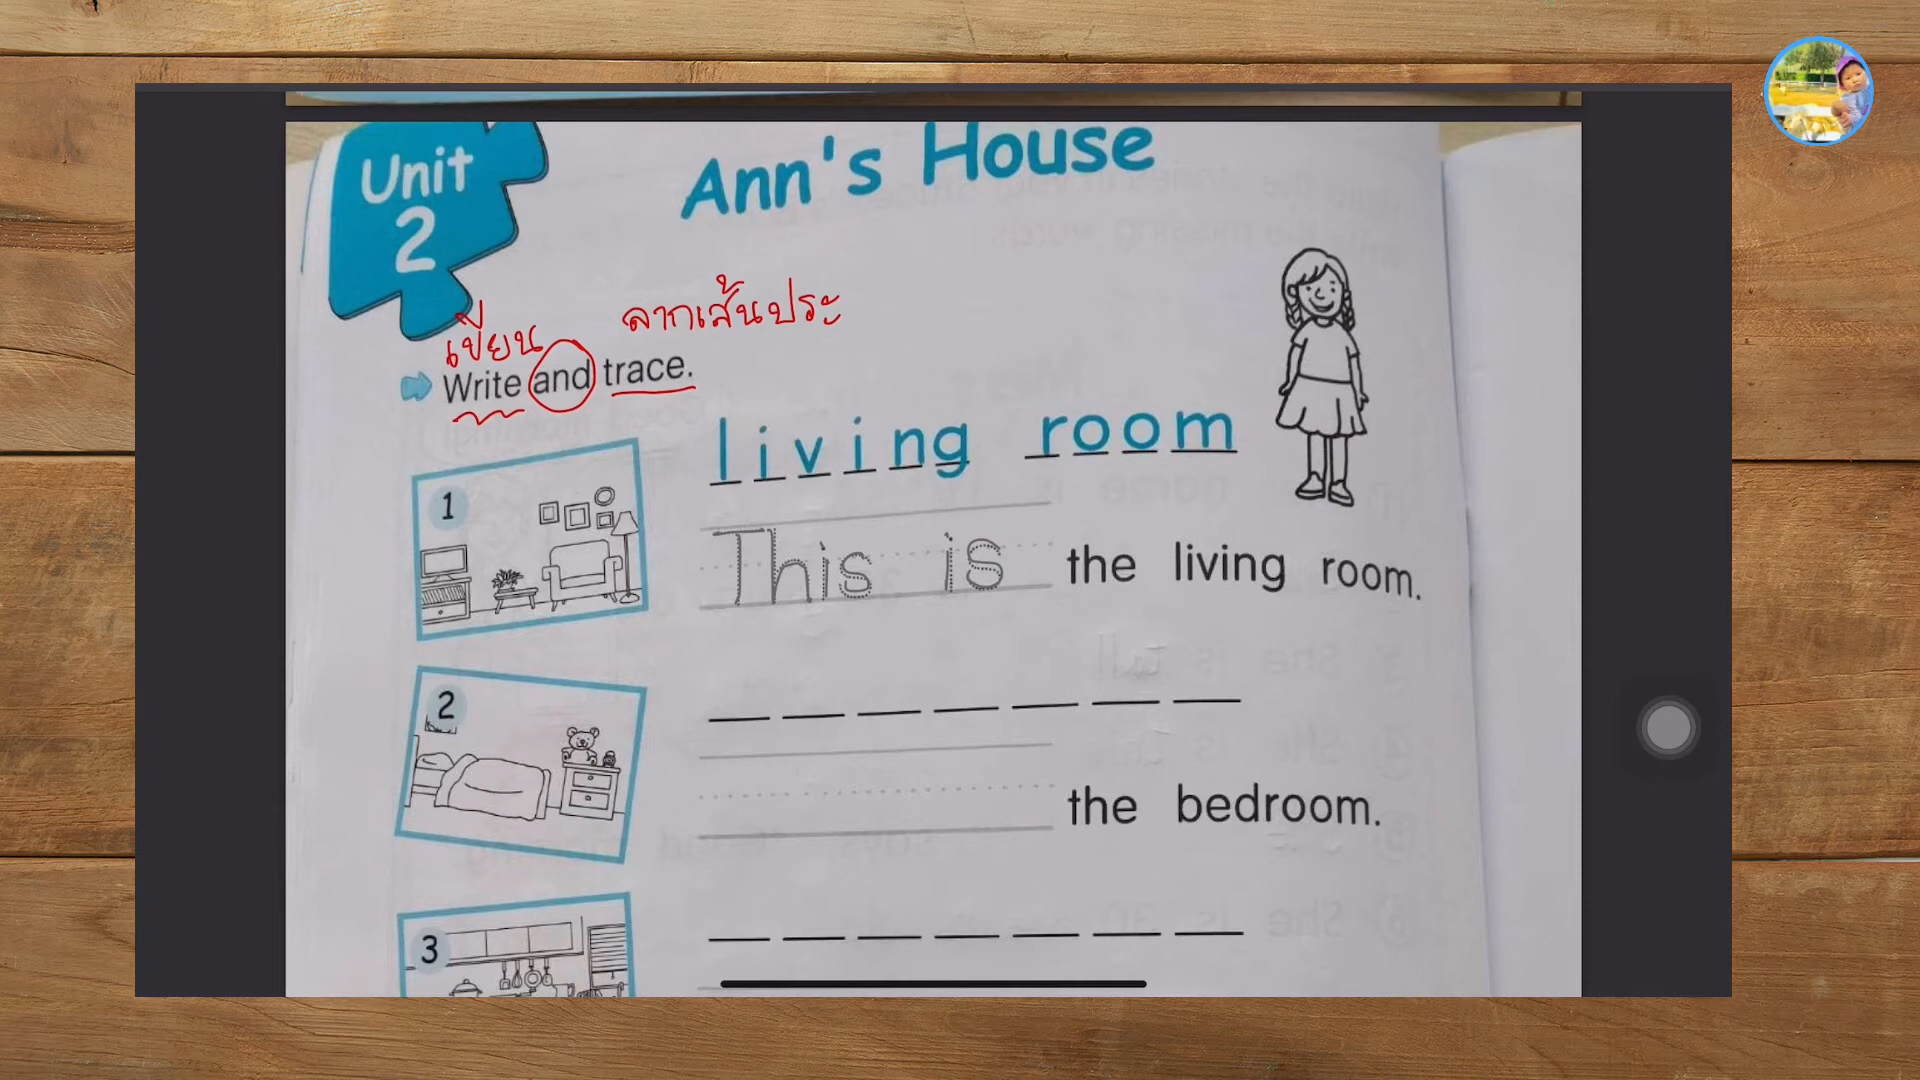 Unit
2
Ann's House
เขียน ลากเส้นประ
Write and trace.
living room
1
This is the living room.
2
the bedroom.
3